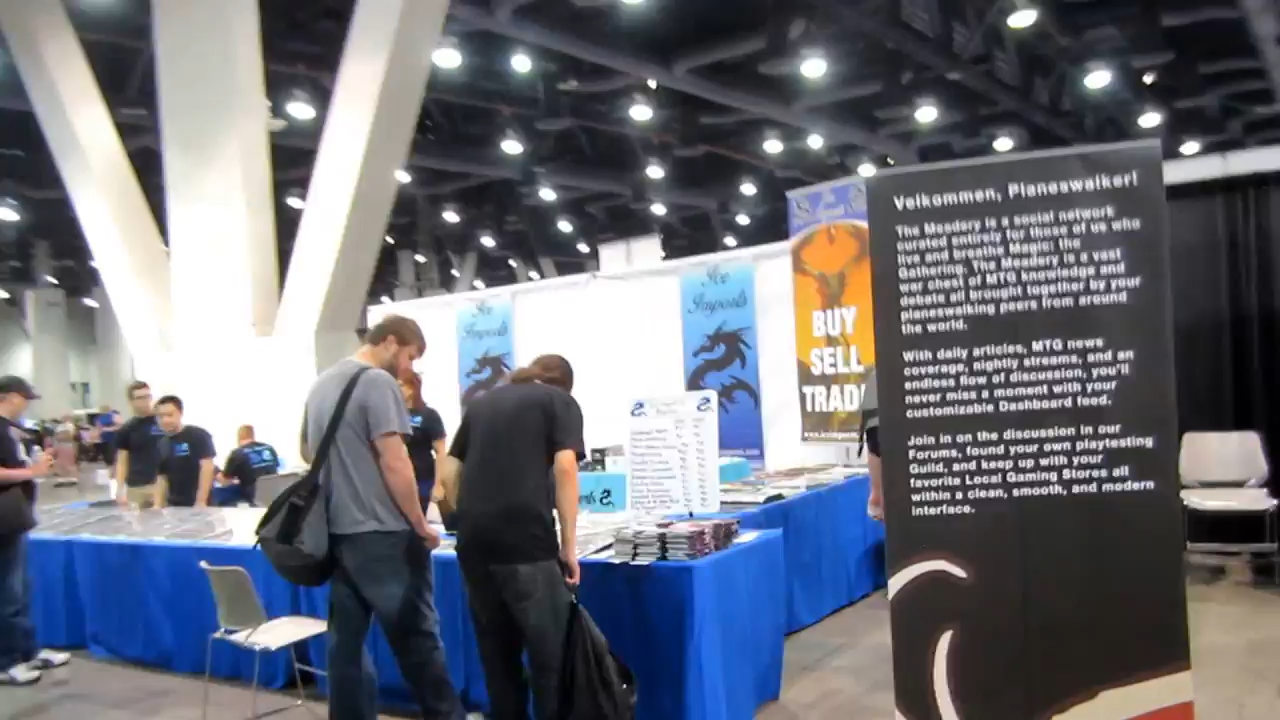 Velkommen, Planeswalker!
The Meadery is a social network
curated entirely for those of us who
live and breathe Magic: the
Gathering. The Meadery is a vast
war chest of MTG knowledge and
debate all brought together by your
planeswalking peers from around
the world.
With daily articles, MTG news
coverage, nightly streams, and an
endless flow of discussion, you'll
never miss a moment with your
customizable Dashboard feed.
Join in on the discussion in our
Forums, found your own playtesting
Guild, and keep up with your
favorite Local Gaming Stores all
within a clean, smooth, and modern
interface.
BUY
SELL
TRADE
Ice
Imports
Ice
Imports